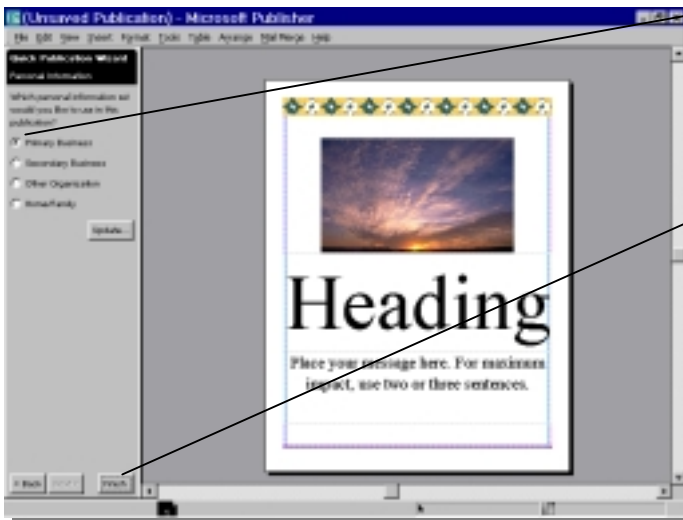 (Unsaved Publication) - Microsoft Publisher
File Edit View Insert Format Tools Table Arrange Mail Merge Help
Quick Publication Wizard
Personal Information
Which personal information set
would you like to use in this
publication?
Primary Business
Secondary Business
Other Organization
Home/Family
Update...
Heading
Place your message here. For maximum
impact, use two or three sentences.
< Back
Finish